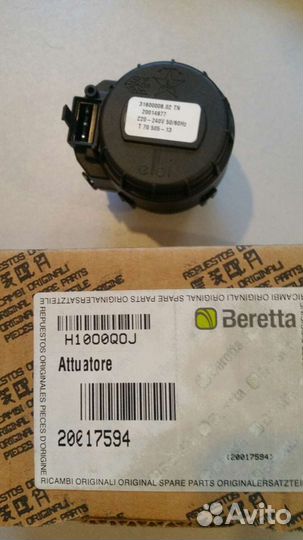 31600008.02 TN
20014877
220-240V 50/60Hz
T 70 505-13
REPUESTOS ORIGINALES PIECES D'ORIGINE
ORIGINALERSATZTEILE
SPARE PARTS ORIGINALERSATZTEILE
Beretta
H1000QOJ
Attuatore
20017594
(20017594)
RICAMBI ORIGINALI ORIGINAL SPARE PARTS ORIGINALERSATZTEILE
Avito